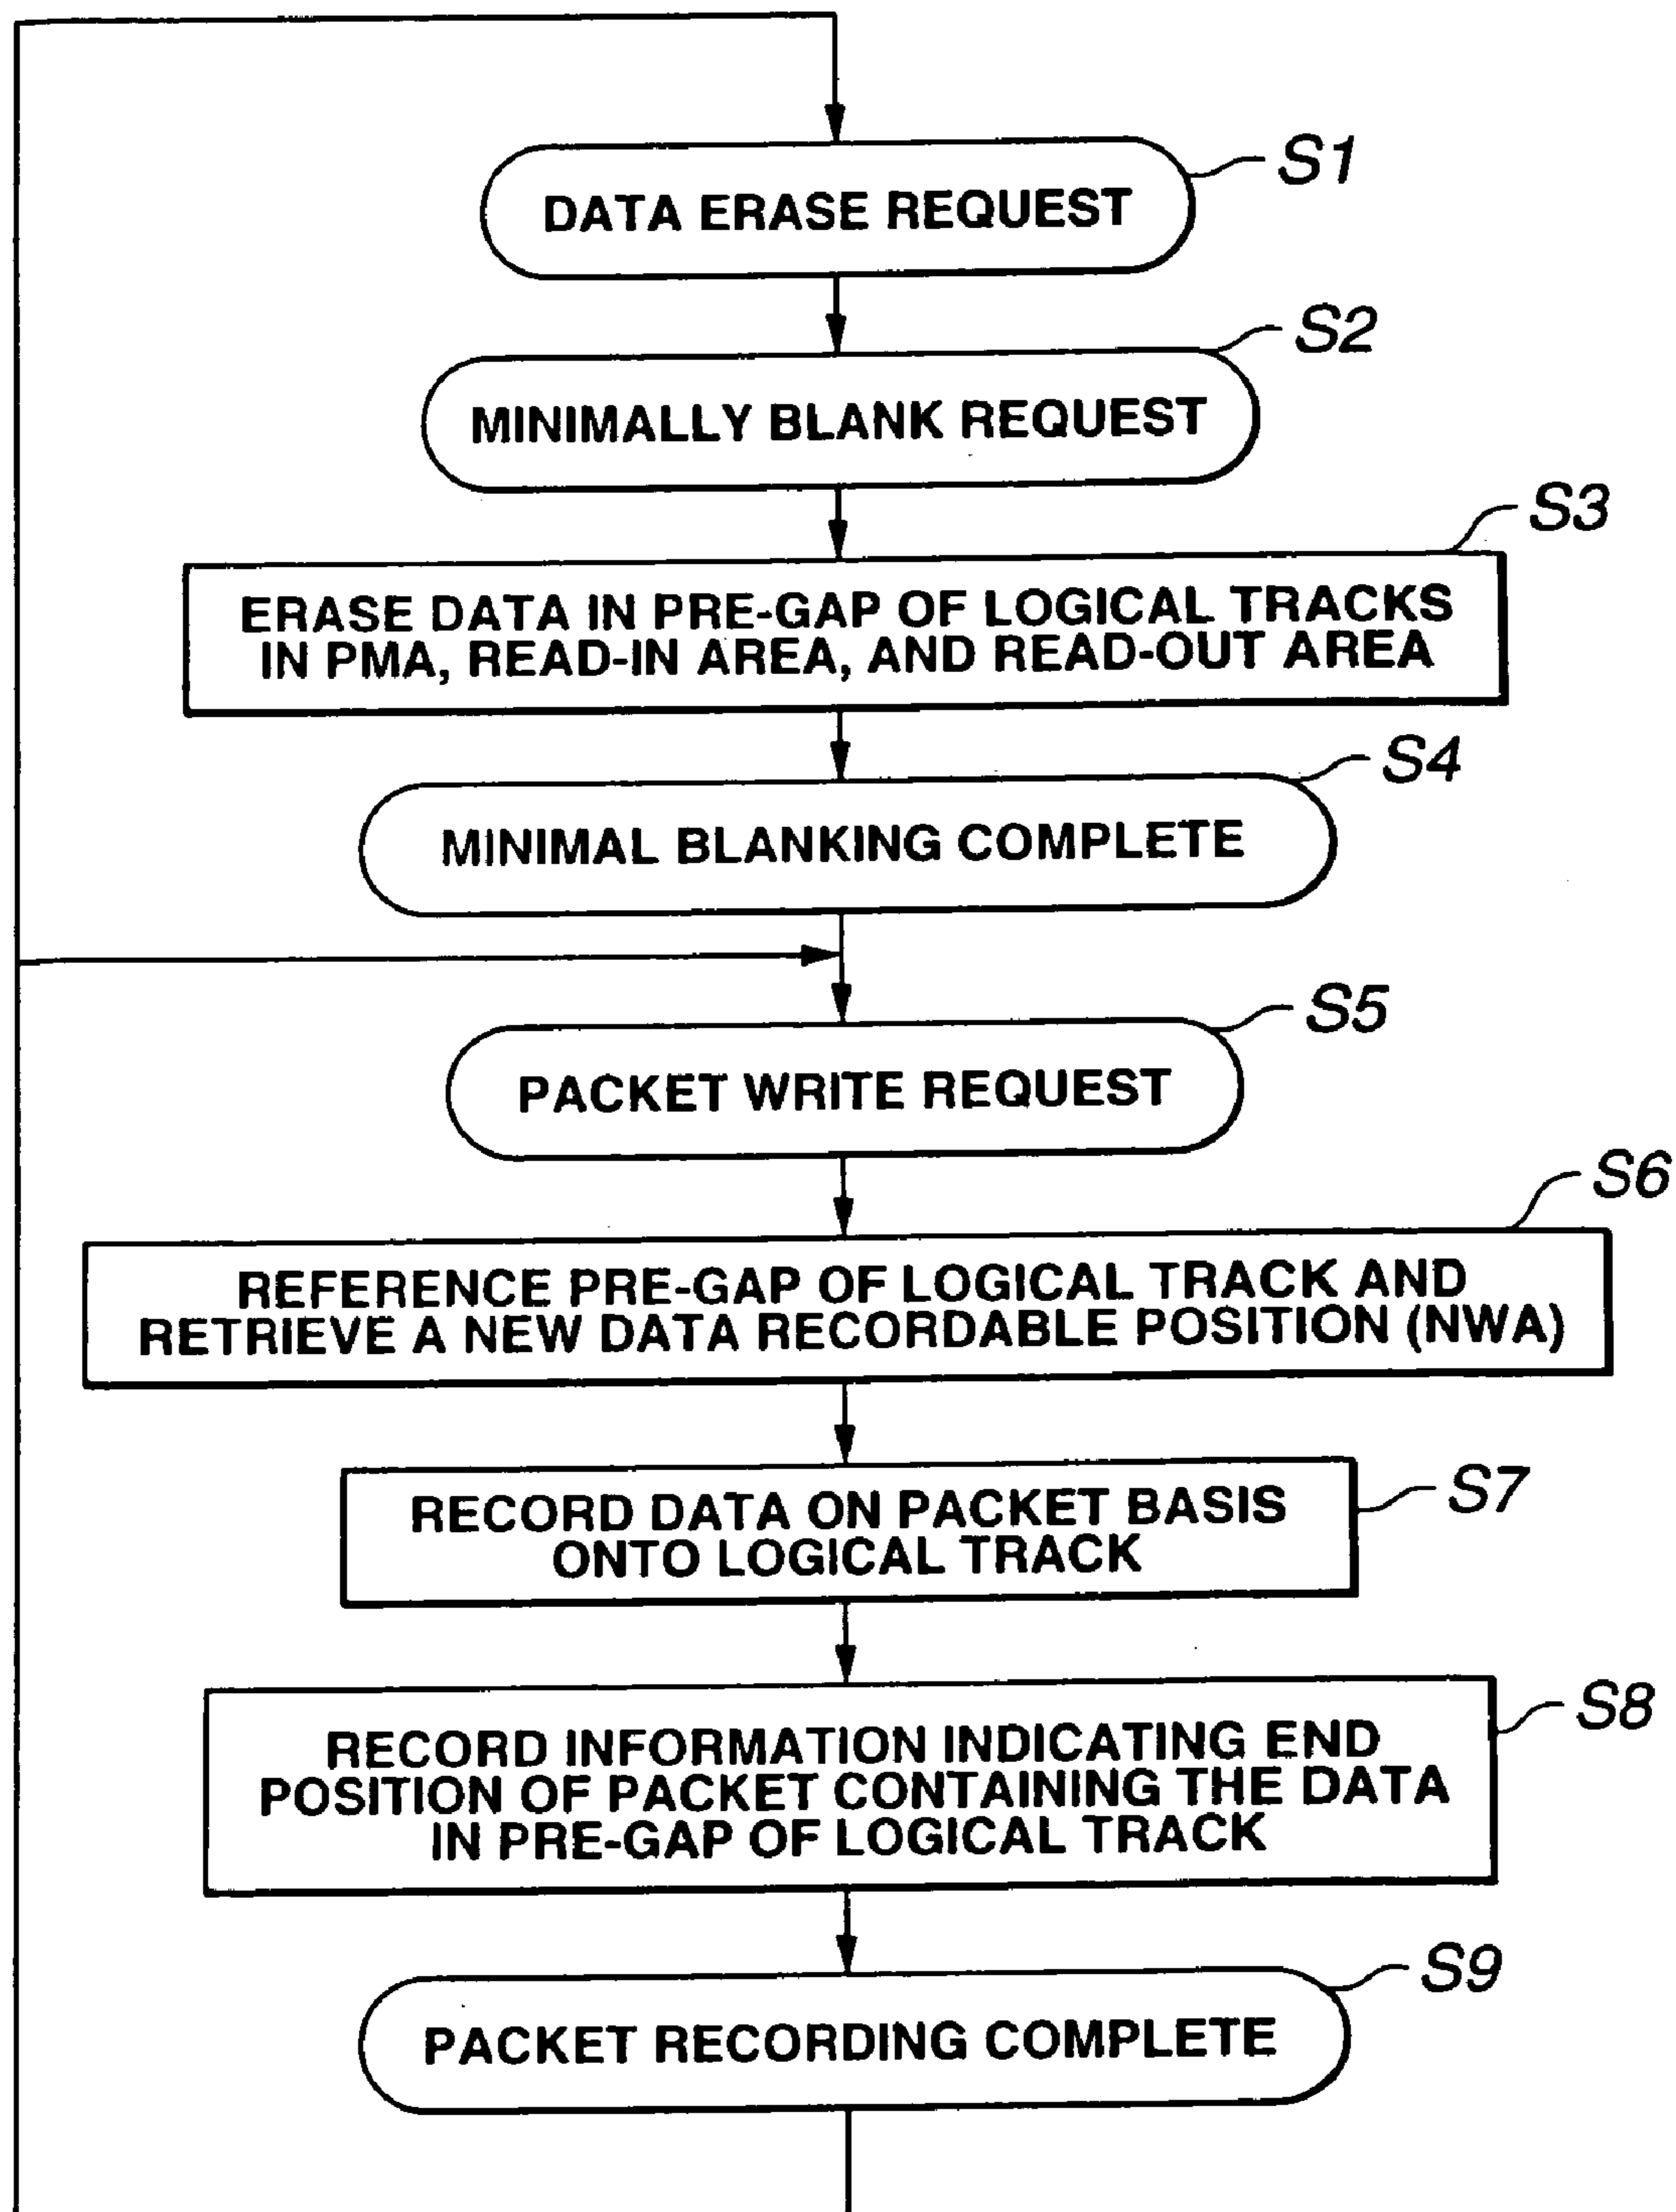 S1
DATA ERASE REQUEST
S2
MINIMALLY BLANK REQUEST
S3
ERASE DATA IN PRE-GAP OF LOGICAL TRACKS
IN PMA, READ-IN AREA, AND READ-OUT AREA
S4
MINIMAL BLANKING COMPLETE
S5
PACKET WRITE REQUEST
S6
REFERENCE PRE-GAP OF LOGICAL TRACK AND
RETRIEVE A NEW DATA RECORDABLE POSITION (NWA)
S7
RECORD DATA ON PACKET BASIS
ONTO LOGICAL TRACK
S8
RECORD INFORMATION INDICATING END
POSITION OF PACKET CONTAINING THE DATA
IN PRE-GAP OF LOGICAL TRACK
S9
PACKET RECORDING COMPLETE